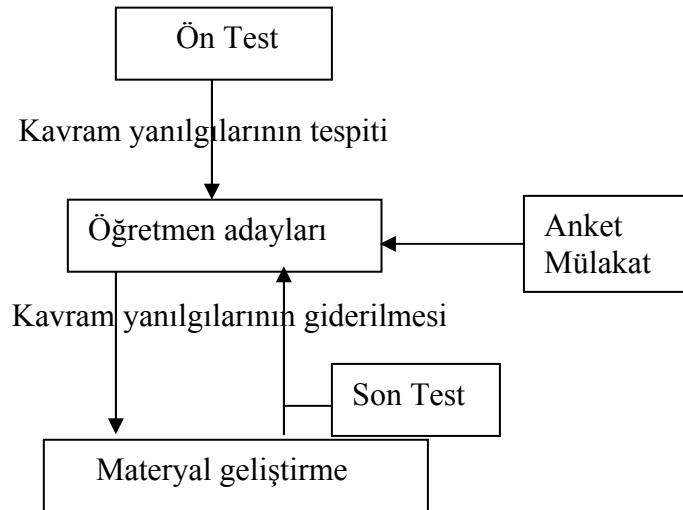 Ön Test
Kavram yanılgılarının tespiti
Öğretmen adayları
Anket
Mülakat
Kavram yanılgılarının giderilmesi
Son Test
Materyal geliştirme